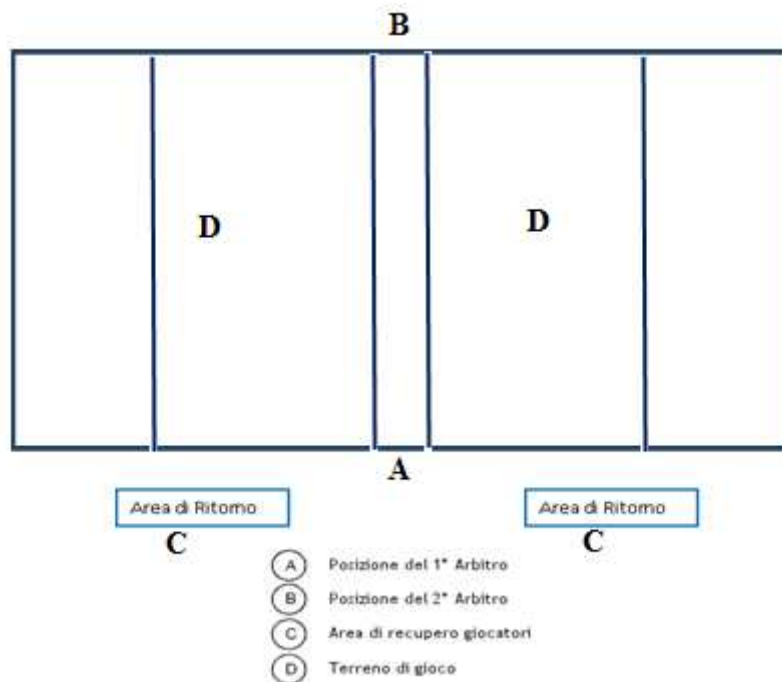 B
D D
A
Area di Ritorno Area di Ritorno
C C
A Posizione del 1° Arbitro
B Posizione del 2° Arbitro
C Area di recupero giocatori
D Terreno di gioco